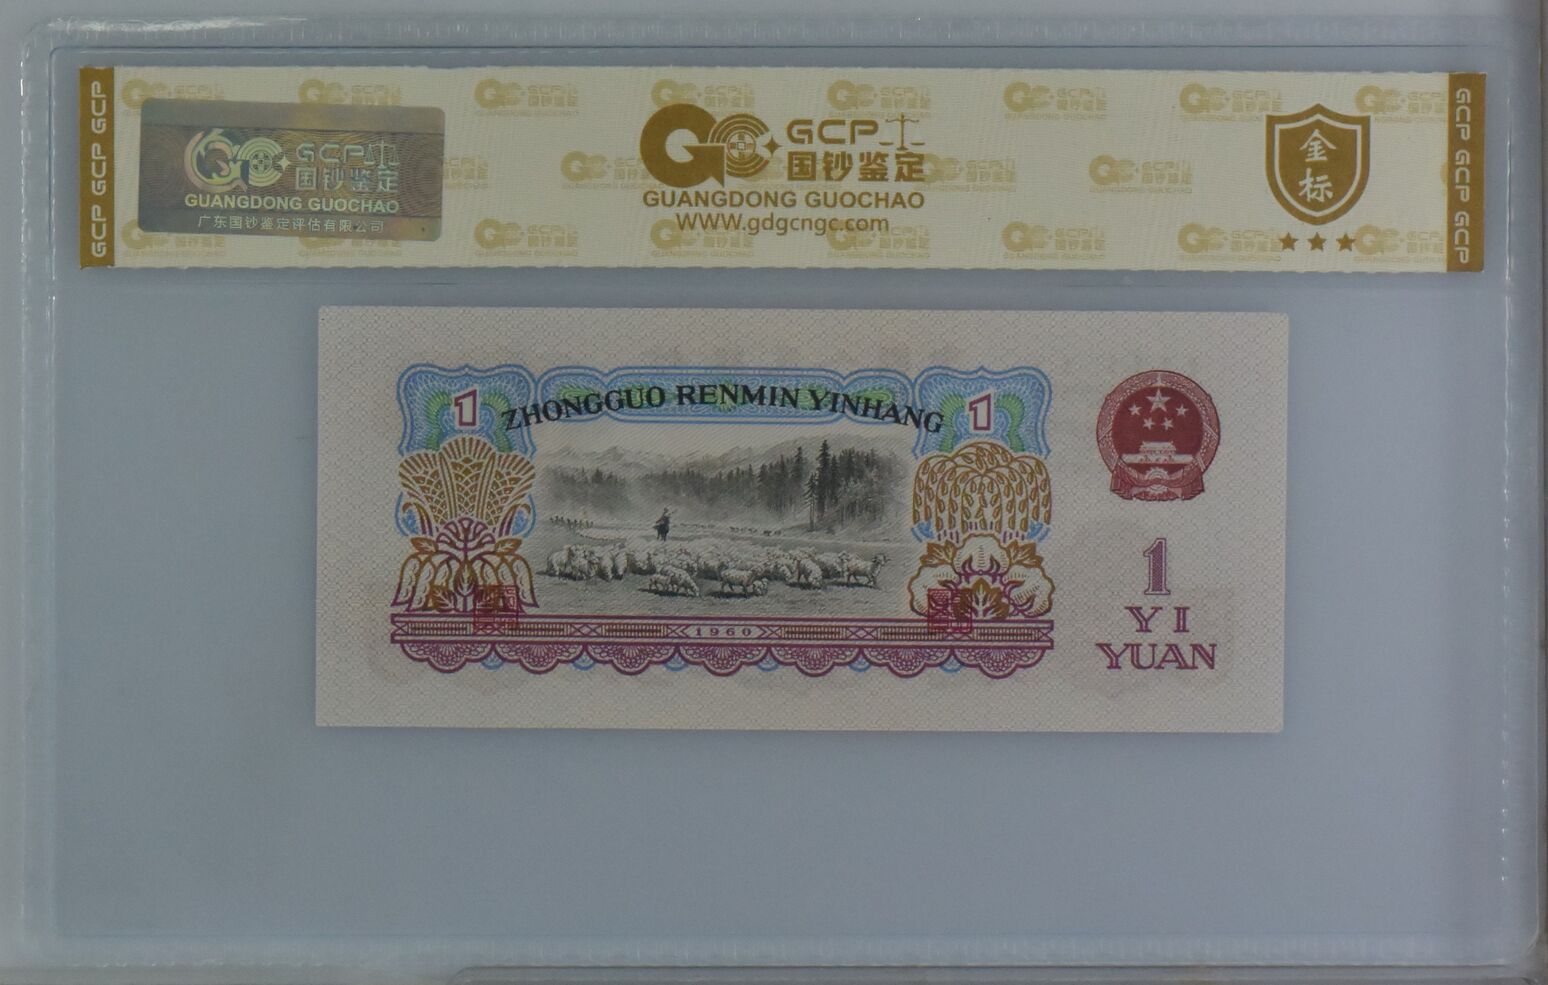 GCP GCP GCP
GCP
国钞鉴定
GUANGDONG GUOCHAO
广东国钞鉴定评估有限公司
GCP
国钞鉴定
GUANGDONG GUOCHAO
WWW.gdgcngc.com
金标
GCP GCP GCP
1
ZHONGGUO RENMIN YINHANG
1
1960
1
YI
YUAN